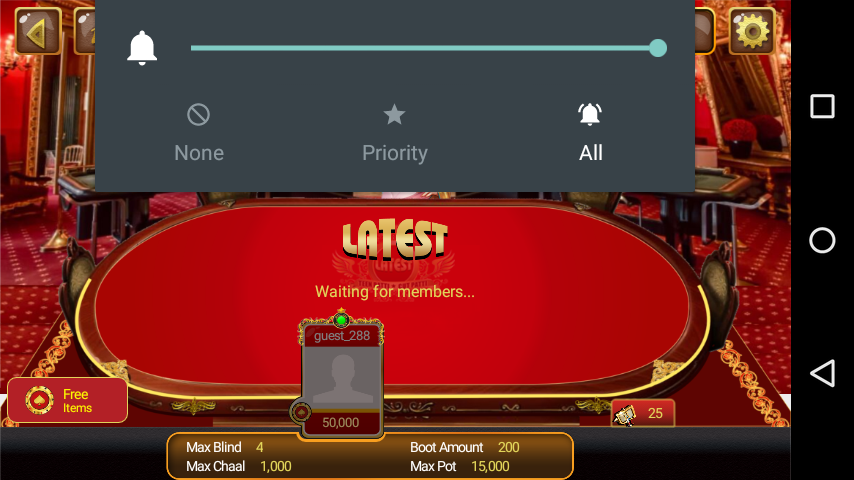 None
Priority
All
LATEST
LATEST
Waiting for members...
guest_288
50,000
Free
Items
25
Max Blind 4
Boot Amount 200
Max Chaal 1,000
Max Pot 15,000